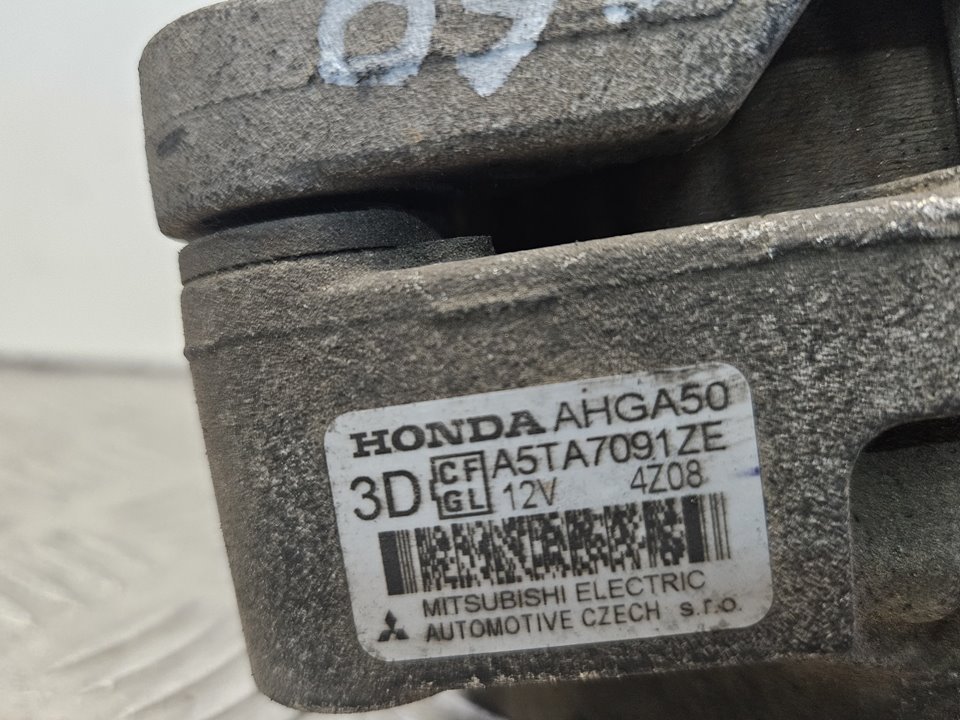 HONDA AHGA50
3D CF GL A5TA7091ZE
12V 4Z08
MITSUBISHI ELECTRIC
AUTOMOTIVE CZECH s.r.o.